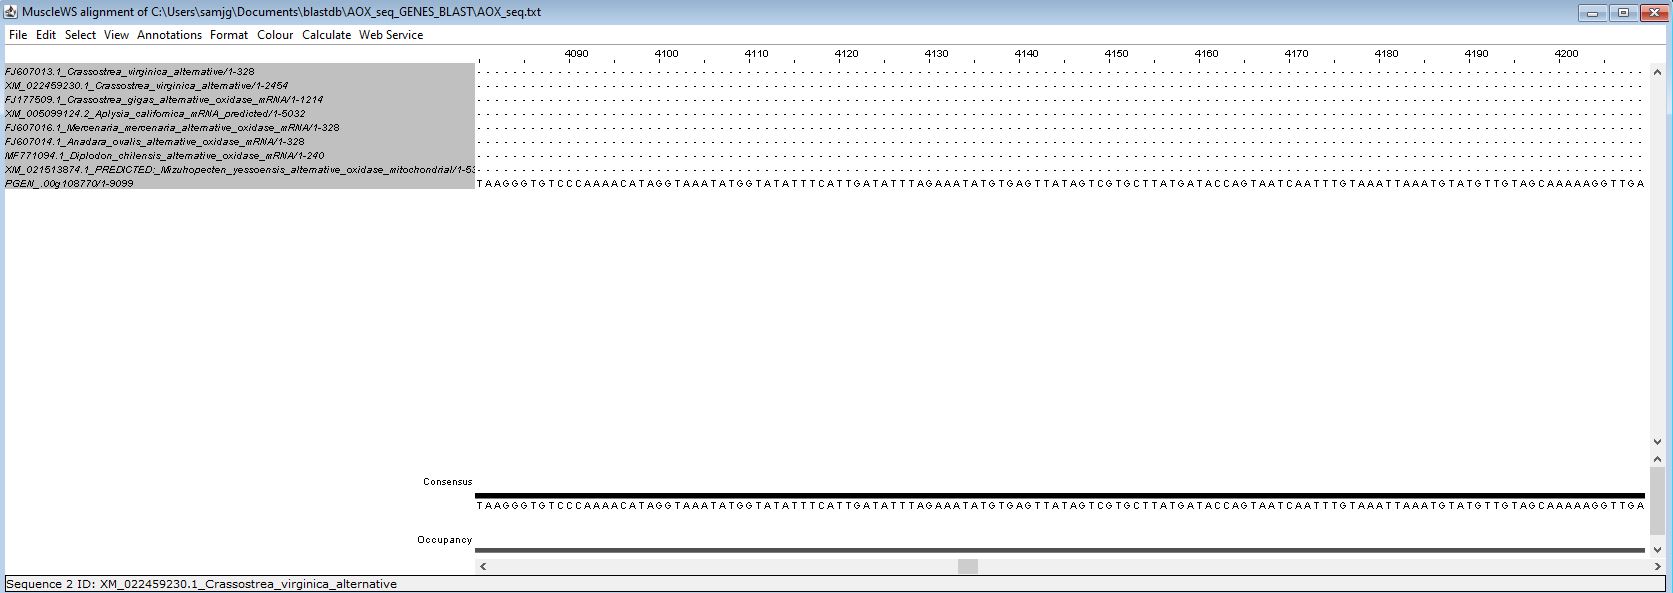 MuscleWS alignment of C:\Users\samjg\Documents\blastdb\AOX_seq_GENES_BLAST\AOX_seq.txt
File Edit Select View Annotations Format Colour Calculate Web Service
4090 4100 4110 4120 4130 4140 4150 4160 4170 4180 4190 4200
FJ607013.1_Crassostrea_virginica_alternative/1-328
XM_022459230.1_Crassostrea_virginica_alternative/1-2454
FJ177509.1_Crassostrea_gigas_alternative_oxidase_mRNA/1-1214
XM_005099124.2_Aplysia_californica_mRNA_predicted/1-5032
FJ607016.1_Mercenaria_mercenaria_alternative_oxidase_mRNA/1-328
FJ607014.1_Anadara_ovalis_alternative_oxidase_mRNA/1-328
MF771094.1_Diplodon_chilensis_alternative_oxidase_mRNA/1-240
XM_021513874.1_PREDICTED:_Mizuhopecten_yessoensis_alternative_oxidase_mitochondrial/1-53
PGEN_.00g108770/1-9099 TAAGGGTGTCCCAAAACATAGGTAAATATGGTATATTTCATTGATATTTAGAAATATGTGAGTTATAGTCGTGCTTATGATACCAGTAATCAATTTGTAAATTAAATGTATGTTGTAGCAAAAAGGTTGA
Consensus
TAAGGGTGTCCCAAAACATAGGTAAATATGGTATATTTCATTGATATTTAGAAATATGTGAGTTATAGTCGTGCTTATGATACCAGTAATCAATTTGTAAATTAAATGTATGTTGTAGCAAAAAGGTTGA
Occupancy
Sequence 2 ID: XM_022459230.1_Crassostrea_virginica_alternative